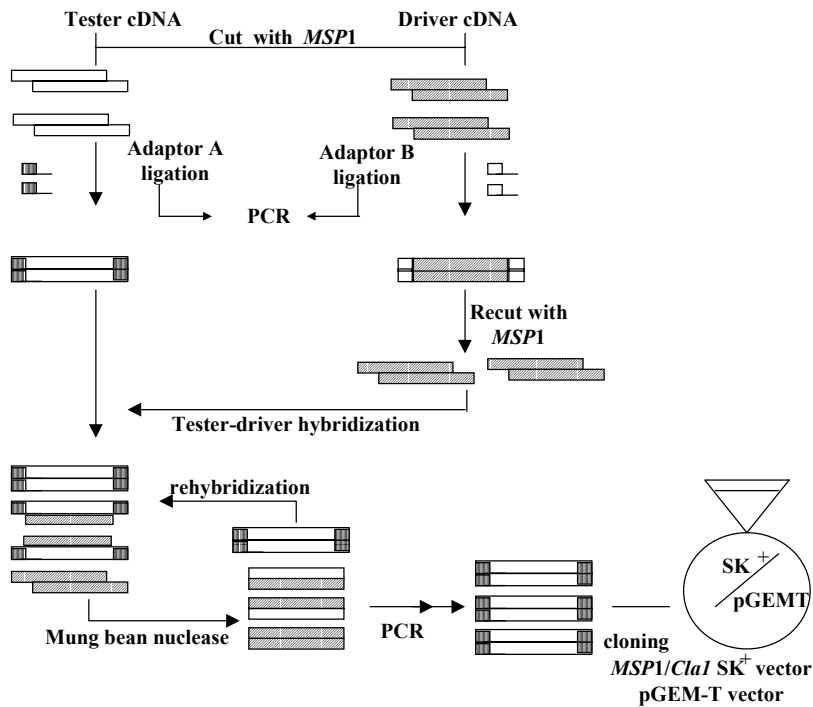 Tester cDNA
Driver cDNA
Cut with MSP1
Adaptor A
ligation
Adaptor B
ligation
PCR
Recut with
MSP1
Tester-driver hybridization
rehybridization
Mung bean nuclease
PCR
SK +
pGEMT
cloning
MSP1/Cla1 SK+ vector
pGEM-T vector